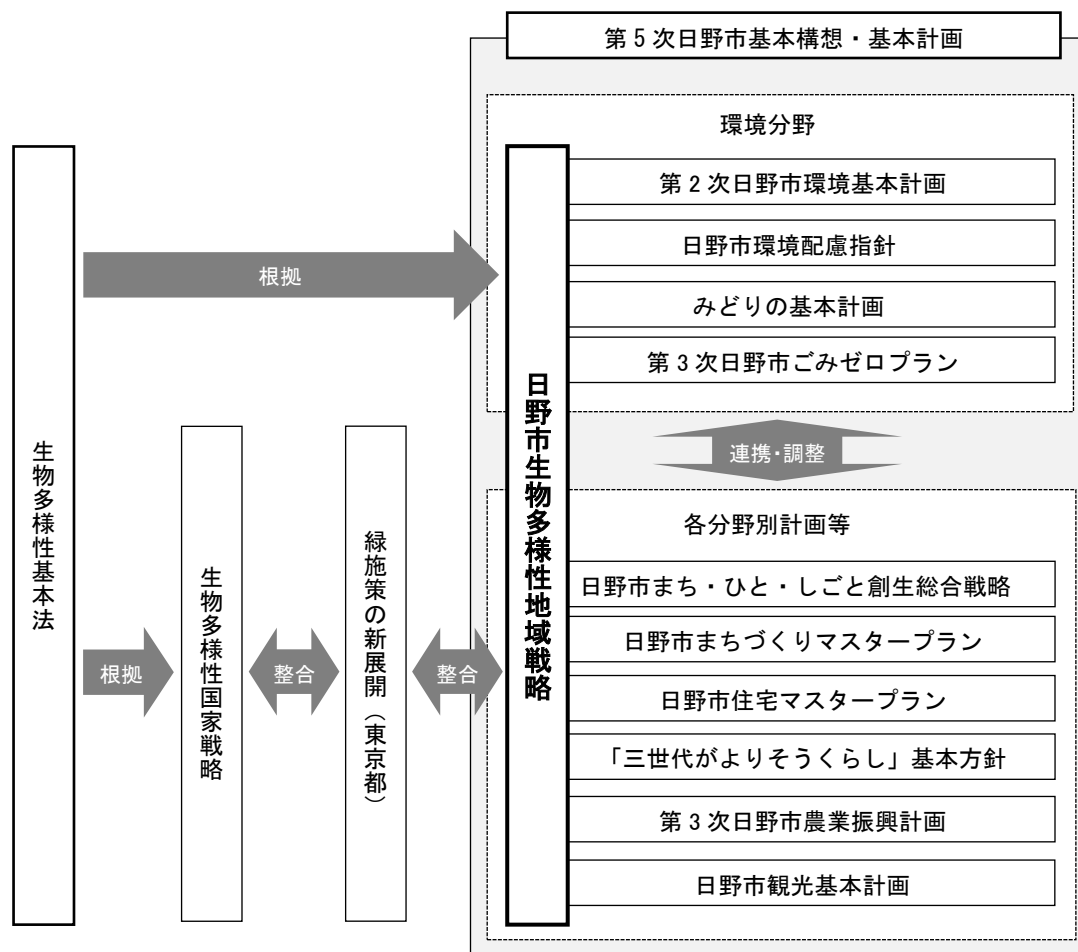 第5次日野市基本構想・基本計画
環境分野
第2次日野市環境基本計画
日野市環境配慮指針
みどりの基本計画
第3次日野市ごみゼロプラン
根拠
連携・調整
各分野別計画等
日野市まち・ひと・しごと創生総合戦略
日野市まちづくりマスタープラン
日野市住宅マスタープラン
「三世代がよりそうくらし」基本方針
第3次日野市農業振興計画
日野市観光基本計画
生物多様性基本法
根拠
生物多様性国家戦略
整合
緑施策の新展開（東京都）
整合
日野市生物多様性地域戦略